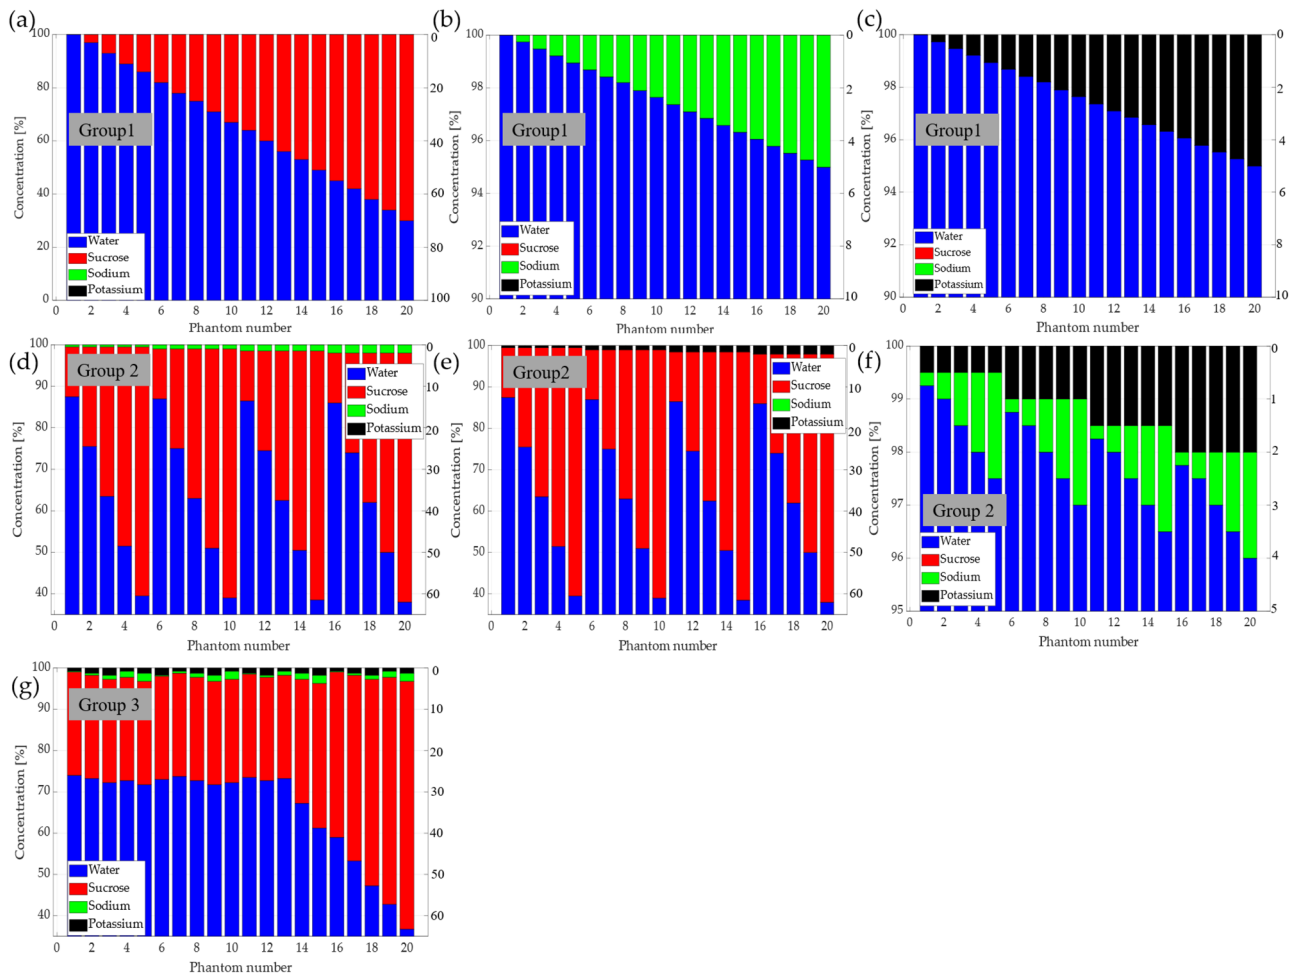 (a)
Concentration [%]
100
80
60
40
20
0
0
20
40
60
80
100
Group1
Water
Sucrose
Sodium
Potassium
0 2 4 6 8 10 12 14 16 18 20
Phantom number
(b)
Concentration [%]
100
98
96
94
92
90
0
2
4
6
8
10
Group1
Water
Sucrose
Sodium
Potassium
0 2 4 6 8 10 12 14 16 18 20
Phantom number
(c)
Concentration [%]
100
98
96
94
92
90
0
2
4
6
8
10
Group1
Water
Sucrose
Sodium
Potassium
0 2 4 6 8 10 12 14 16 18 20
Phantom number
(d)
Concentration [%]
100
90
80
70
60
50
40
0
10
20
30
40
50
60
Group 2
Water
Sucrose
Sodium
Potassium
0 2 4 6 8 10 12 14 16 18 20
Phantom number
(e)
Concentration [%]
100
90
80
70
60
50
40
0
10
20
30
40
50
60
Group2
Water
Sucrose
Sodium
Potassium
0 2 4 6 8 10 12 14 16 18 20
Phantom number
(f)
Concentration [%]
100
99
98
97
96
95
0
1
2
3
4
5
Group 2
Water
Sucrose
Sodium
Potassium
0 2 4 6 8 10 12 14 16 18 20
Phantom number
(g)
Concentration [%]
100
90
80
70
60
50
40
0
10
20
30
40
50
60
Group 3
Water
Sucrose
Sodium
Potassium
0 2 4 6 8 10 12 14 16 18 20
Phantom number